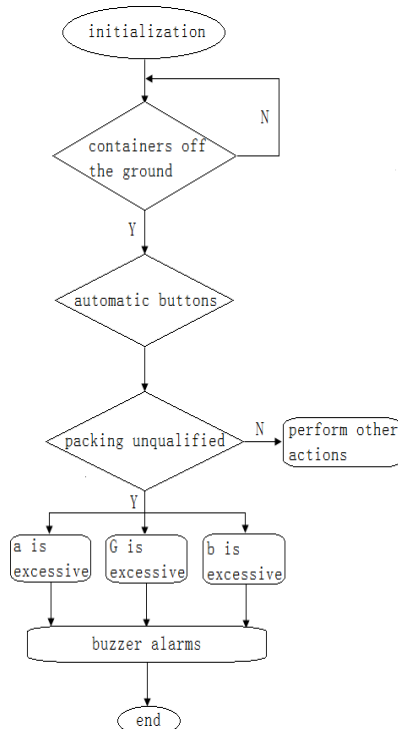 initialization
N
containers off
the ground
Y
automatic buttons
packing unqualified
N
perform other
actions
Y
a is
excessive
G is
excessive
b is
excessive
buzzer alarms
end